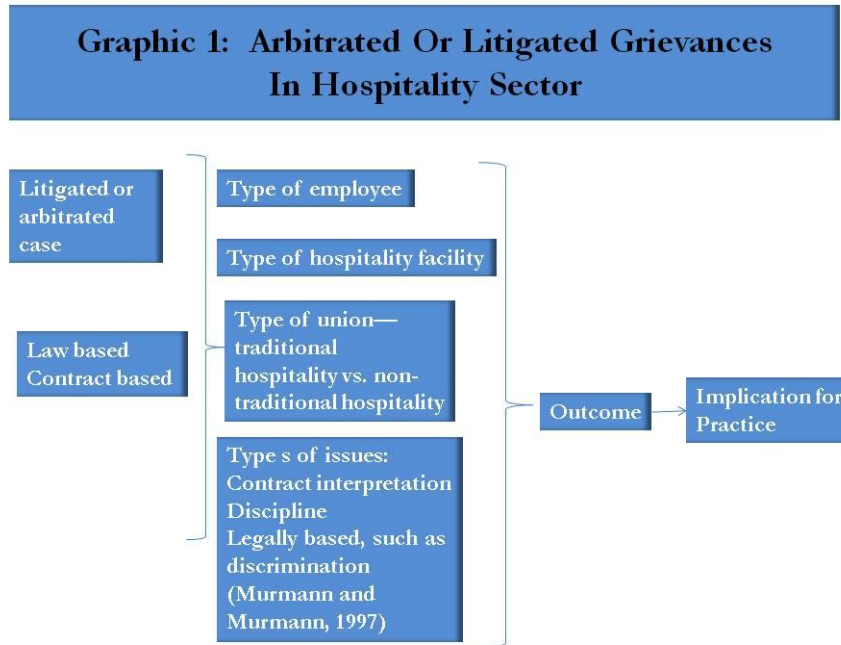 Graphic 1: Arbitrated Or Litigated Grievances
In Hospitality Sector
Litigated or
arbitrated
case
Law based
Contract based
Type of employee
Type of hospitality facility
Type of union—
traditional
hospitality vs. non-
traditional hospitality
Type s of issues:
Contract interpretation
Discipline
Legally based, such as
discrimination
(Murmann and
Murmann, 1997)
Outcome
Implication for
Practice